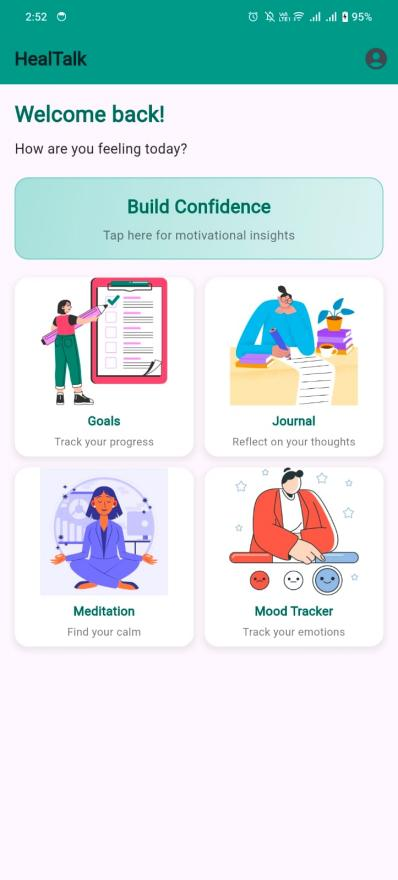 2:52 95%
HealTalk
Welcome back!
How are you feeling today?
Build Confidence
Tap here for motivational insights
Goals
Track your progress
Journal
Reflect on your thoughts
Meditation
Find your calm
Mood Tracker
Track your emotions